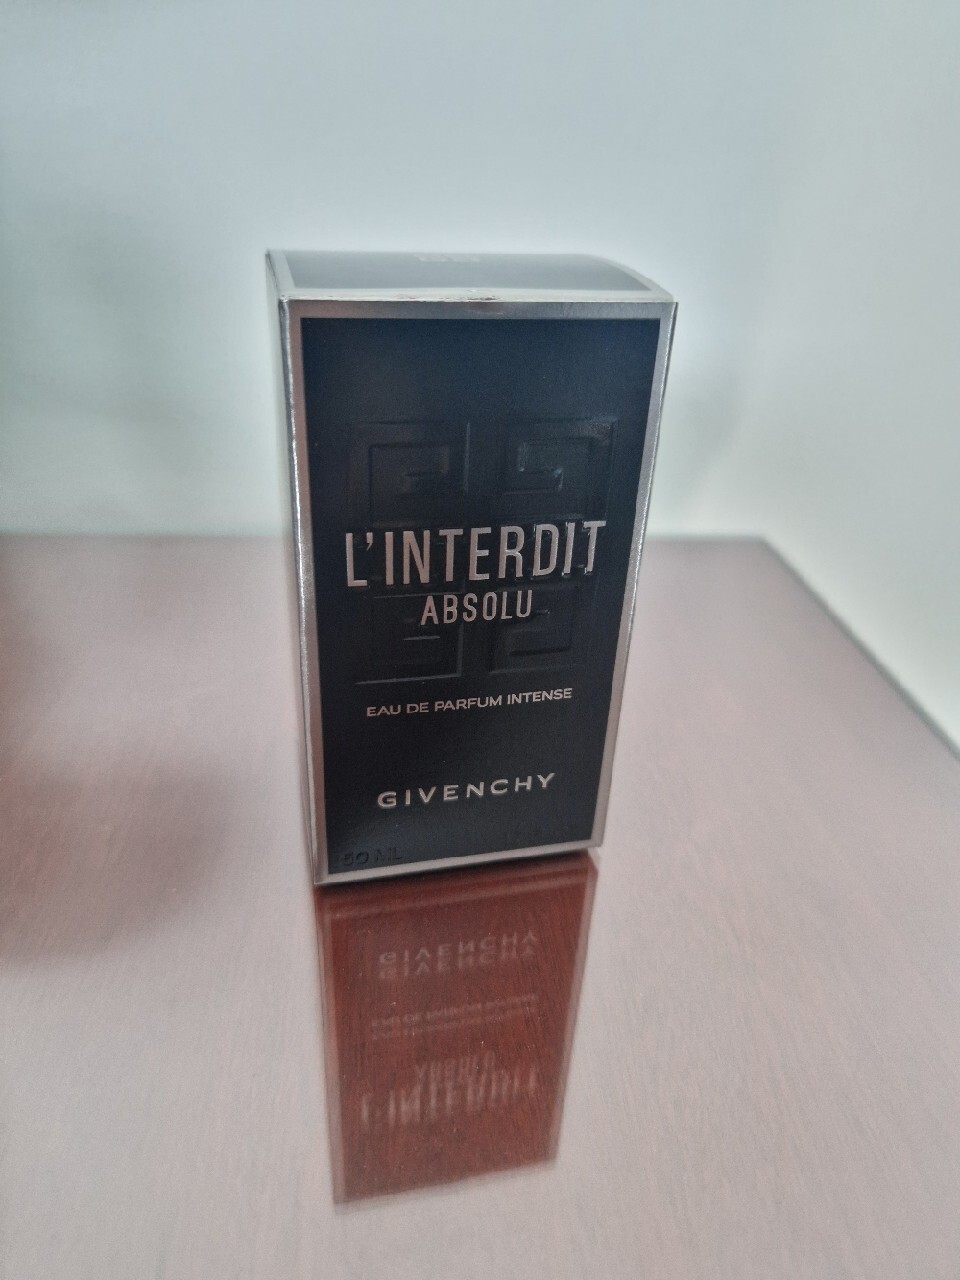 L'INTERDIT
ABSOLU
EAU DE PARFUM INTENSE
GIVENCHY
50 ML